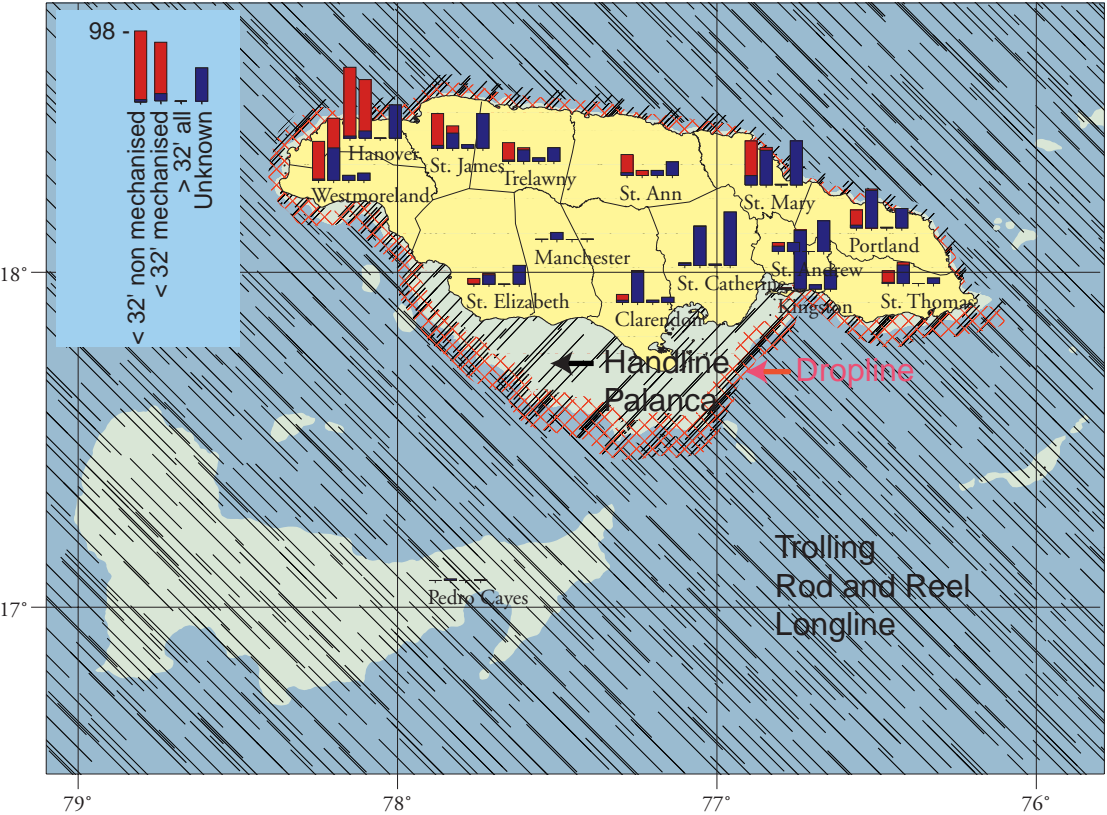 98 -
< 32' non mechanised
< 32' mechanised
> 32' all
Unknown
Hanover
St. James
Trelawny
Westmoreland
St. Ann
St. Mary
Portland
Manchester
St. Andrew
St. Catherine
St. Elizabeth
Kingston
St. Thomas
Clarendon
Handline
Palanca
Dropline
Trolling
Rod and Reel
Longline
Pedro Cayes
18°
17°
79°
78°
77°
76°